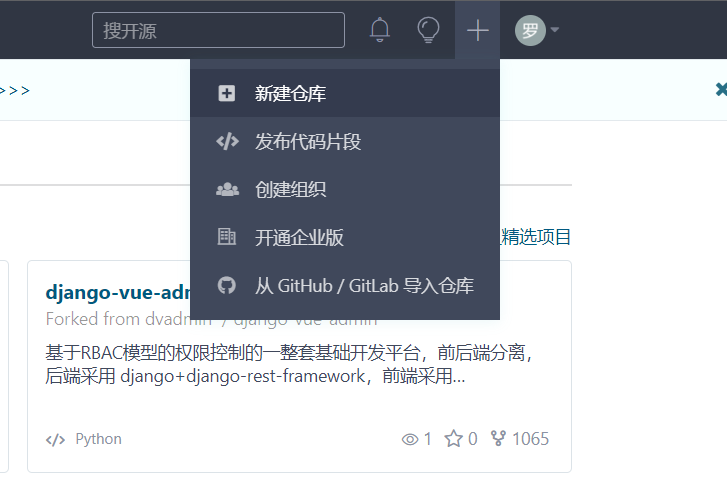 搜开源
罗
>>>
新建仓库
发布代码片段
创建组织
开通企业版
精选项目
从 GitHub / GitLab 导入仓库
django-vue-adm
Forked from dvadmin / django-vue-admin
基于RBAC模型的权限控制的一整套基础开发平台，前后端分离，
后端采用 django+django-rest-framework，前端采用...
Python
1 0 1065